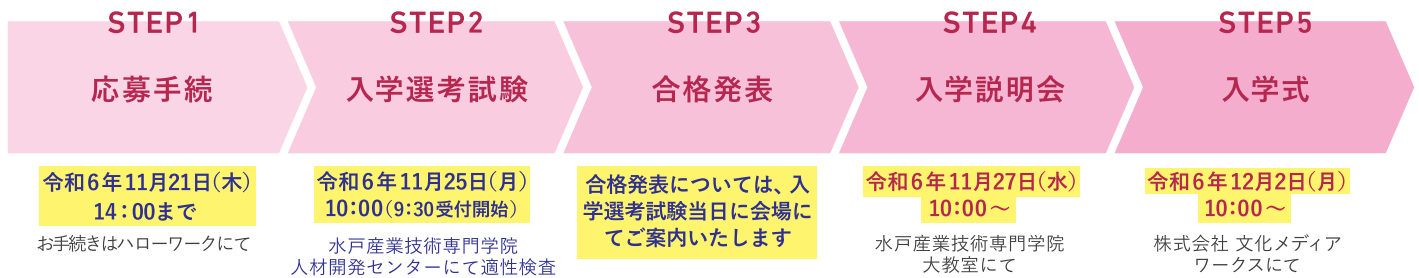 STEP1
応募手続
令和6年11月21日(木)
14:00まで
お手続きはハローワークにて
STEP2
入学選考試験
令和6年11月25日(月)
10:00(9:30受付開始)
水戸産業技術専門学院
人材開発センターにて適性検査
STEP3
合格発表
合格発表については、入
学選考試験当日に会場に
てご案内いたします
STEP4
入学説明会
令和6年11月27日(水)
10:00~
水戸産業技術専門学院
大教室にて
STEP5
入学式
令和6年12月2日(月)
10:00~
株式会社 文化メディア
ワークスにて